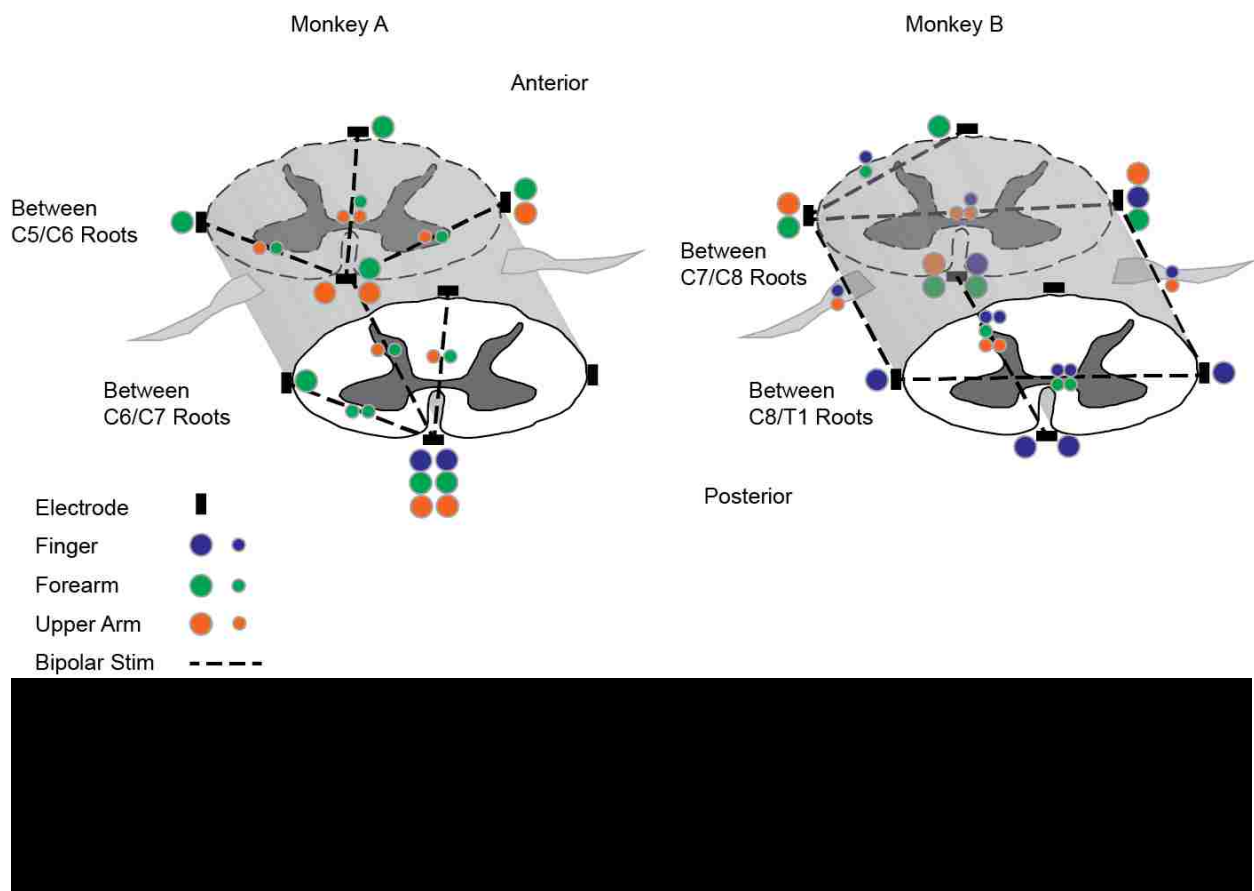 Monkey A
Monkey B
Anterior
Between
C5/C6 Roots
Between
C7/C8 Roots
Between
C6/C7 Roots
Between
C8/T1 Roots
Posterior
Electrode
Finger
Forearm
Upper Arm
Bipolar Stim